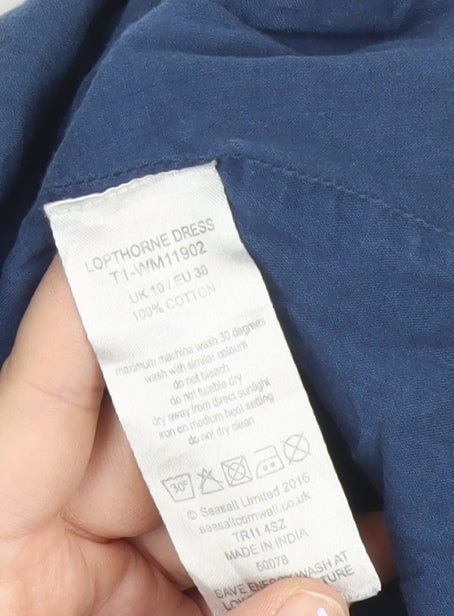 LOPTHORNE DRESS
T1-WM11902
UK 10 / EU 38
100% COTTON
maximum machine wash 30 degrees
wash with similar colours
do not bleach
do not tumble dry
dry away from direct sunlight
iron on medium heat setting
do not dry clean
30°
© Seasalt Limited 2015
seasaltcornwall.co.uk
TR11 4SZ
MADE IN INDIA
50078
SAVE ENERGY WASH AT